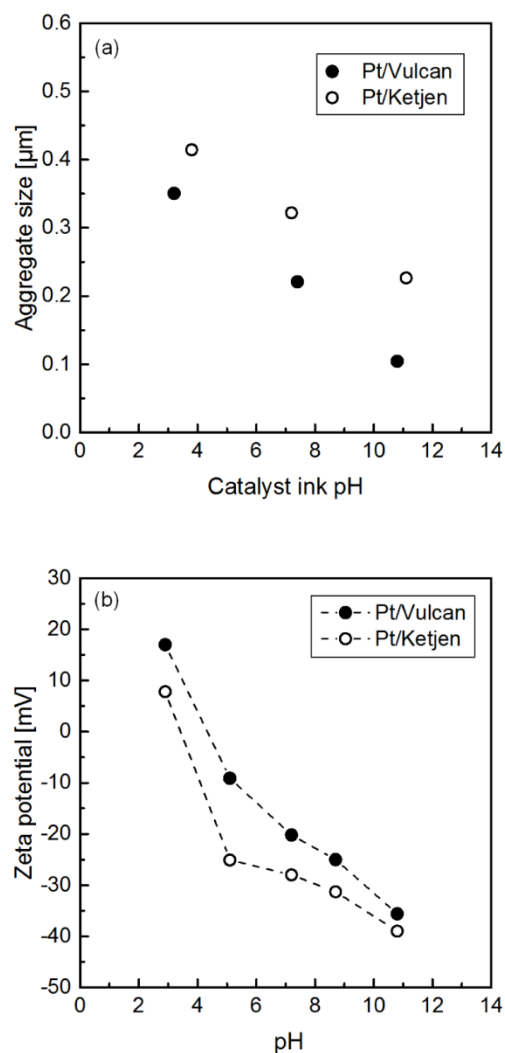 (a)
Pt/Vulcan
Pt/Ketjen
0.6
0.5
0.4
0.3
0.2
0.1
0.0
Aggregate size [µm]
0 2 4 6 8 10 12 14
Catalyst ink pH
(b)
Pt/Vulcan
Pt/Ketjen
30
20
10
0
-10
-20
-30
-40
-50
Zeta potential [mV]
0 2 4 6 8 10 12 14
pH